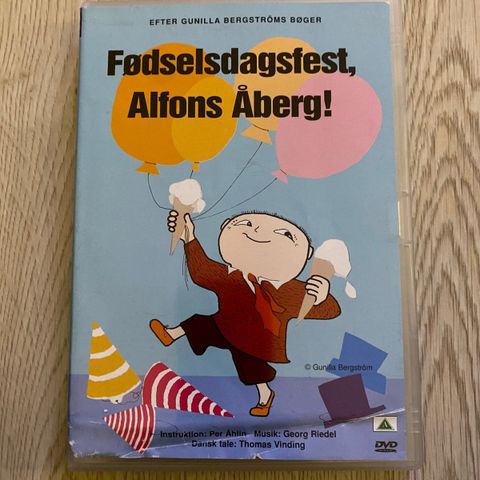 EFTER GUNILLA BERGSTRÖMS BØGER
Fødselsdagsfest,
Alfons Åberg!
© Gunilla Bergström
Instruktion: Per Åhlin Musik: Georg Riedel
Dansk tale: Thomas Vinding
A
DVD